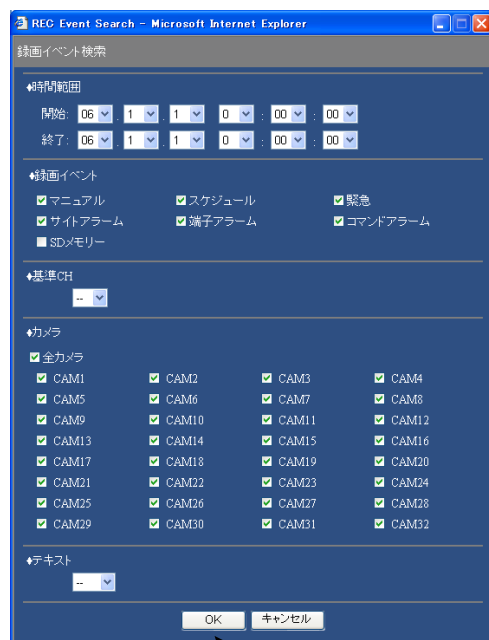 REC Event Search - Microsoft Internet Explorer
録画イベント検索
♦時間範囲
開始: 06 . 1 . 1 0 : 00 : 00
終了: 06 . 1 . 1 0 : 00 : 00
♦録画イベント
マニュアル スケジュール 緊急
サイトアラーム 端子アラーム コマンドアラーム
SDメモリー
♦基準CH
--
♦カメラ
全カメラ
CAM1 CAM2 CAM3 CAM4
CAM5 CAM6 CAM7 CAM8
CAM9 CAM10 CAM11 CAM12
CAM13 CAM14 CAM15 CAM16
CAM17 CAM18 CAM19 CAM20
CAM21 CAM22 CAM23 CAM24
CAM25 CAM26 CAM27 CAM28
CAM29 CAM30 CAM31 CAM32
♦テキスト
--
OK キャンセル